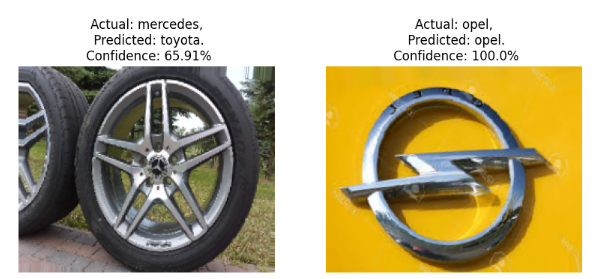 Actual: mercedes,
Predicted: toyota.
Confidence: 65.91%
Actual: opel,
Predicted: opel.
Confidence: 100.0%